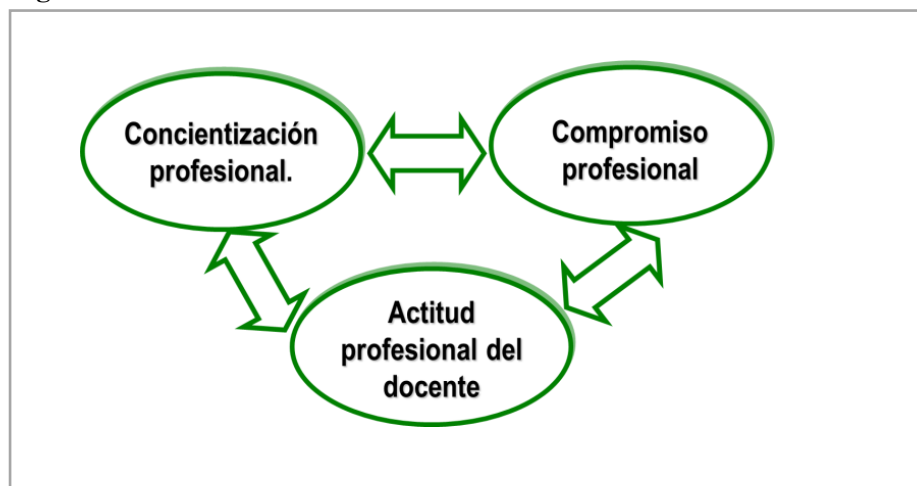 Concientización
profesional.
Compromiso
profesional
Actitud
profesional del
docente